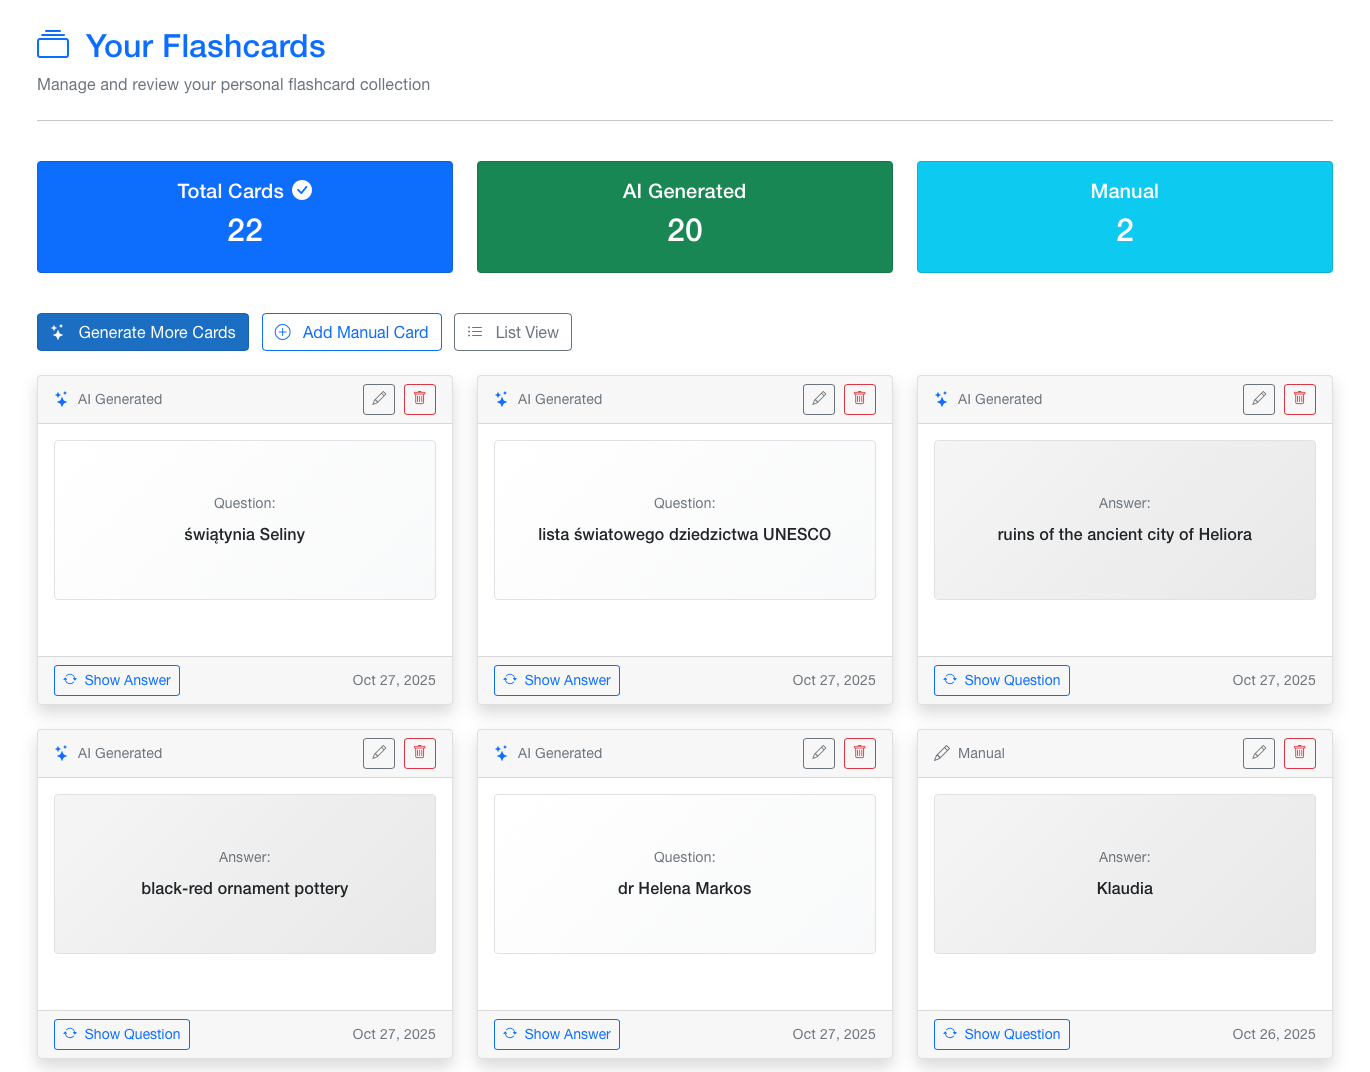 Your Flashcards
Manage and review your personal flashcard collection
Total Cards
22
AI Generated
20
Manual
2
Generate More Cards
Add Manual Card
List View
AI Generated
Question:
świątynia Seliny
Show Answer
Oct 27, 2025
AI Generated
Question:
lista światowego dziedzictwa UNESCO
Show Answer
Oct 27, 2025
AI Generated
Answer:
ruins of the ancient city of Heliora
Show Question
Oct 27, 2025
AI Generated
Answer:
black-red ornament pottery
Show Question
Oct 27, 2025
AI Generated
Question:
dr Helena Markos
Show Answer
Oct 27, 2025
Manual
Answer:
Klaudia
Show Question
Oct 26, 2025